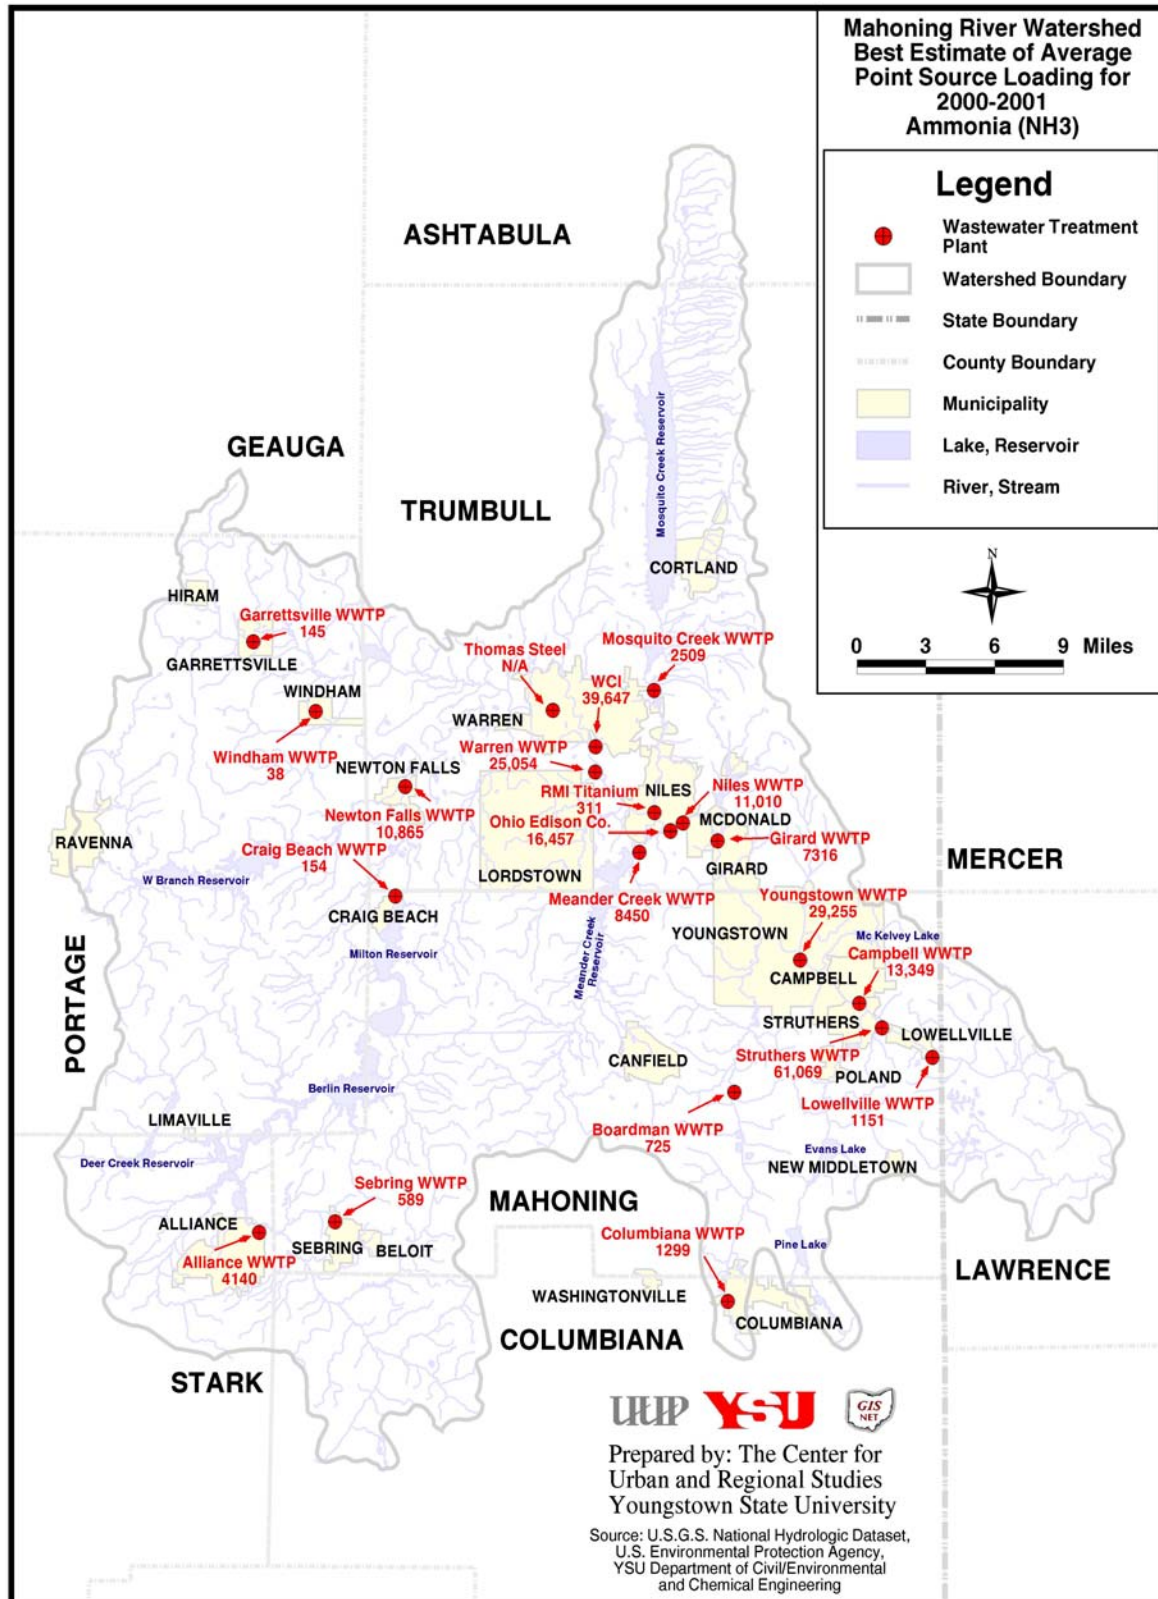 Mahoning River Watershed
Best Estimate of Average
Point Source Loading for
2000-2001
Ammonia (NH3)
Legend
Wastewater Treatment
Plant
Watershed Boundary
State Boundary
County Boundary
Municipality
Lake, Reservoir
River, Stream
N
0 3 6 9 Miles
ASHTABULA
GEAUGA
TRUMBULL
Mosquito Creek Reservoir
CORTLAND
HIRAM
Garrettsville WWTP
145
GARRETTSVILLE
WINDHAM
Windham WWTP
38
Thomas Steel
N/A
Mosquito Creek WWTP
2509
WCI
39,647
WARREN
Warren WWTP
25,054
NEWTON FALLS
Newton Falls WWTP
10,865
RMI Titanium
311
NILES
Niles WWTP
11,010
Ohio Edison Co.
16,457
MCDONALD
Girard WWTP
7316
GIRARD
RAVENNA
Craig Beach WWTP
154
W Branch Reservoir
LORDSTOWN
Meander Creek WWTP
8450
MERCER
CRAIG BEACH
Milton Reservoir
Meander Creek
Reservoir
Youngstown WWTP
29,255
YOUNGSTOWN
Mc Kelvey Lake
Campbell WWTP
13,349
CAMPBELL
PORTAGE
STRUTHERS
LOWELLVILLE
Struthers WWTP
61,069
CANFIELD
POLAND
Lowellville WWTP
1151
Berlin Reservoir
LIMAVILLE
Boardman WWTP
725
Evans Lake
NEW MIDDLETOWN
Deer Creek Reservoir
Sebring WWTP
589
MAHONING
ALLIANCE
Alliance WWTP
4140
SEBRING
BELOIT
Columbiana WWTP
1299
Pine Lake
LAWRENCE
WASHINGTONVILLE
COLUMBIANA
COLUMBIANA
STARK
UUP YSU GIS
NET
Prepared by: The Center for
Urban and Regional Studies
Youngstown State University
Source: U.S.G.S. National Hydrologic Dataset,
U.S. Environmental Protection Agency,
YSU Department of Civil/Environmental
and Chemical Engineering